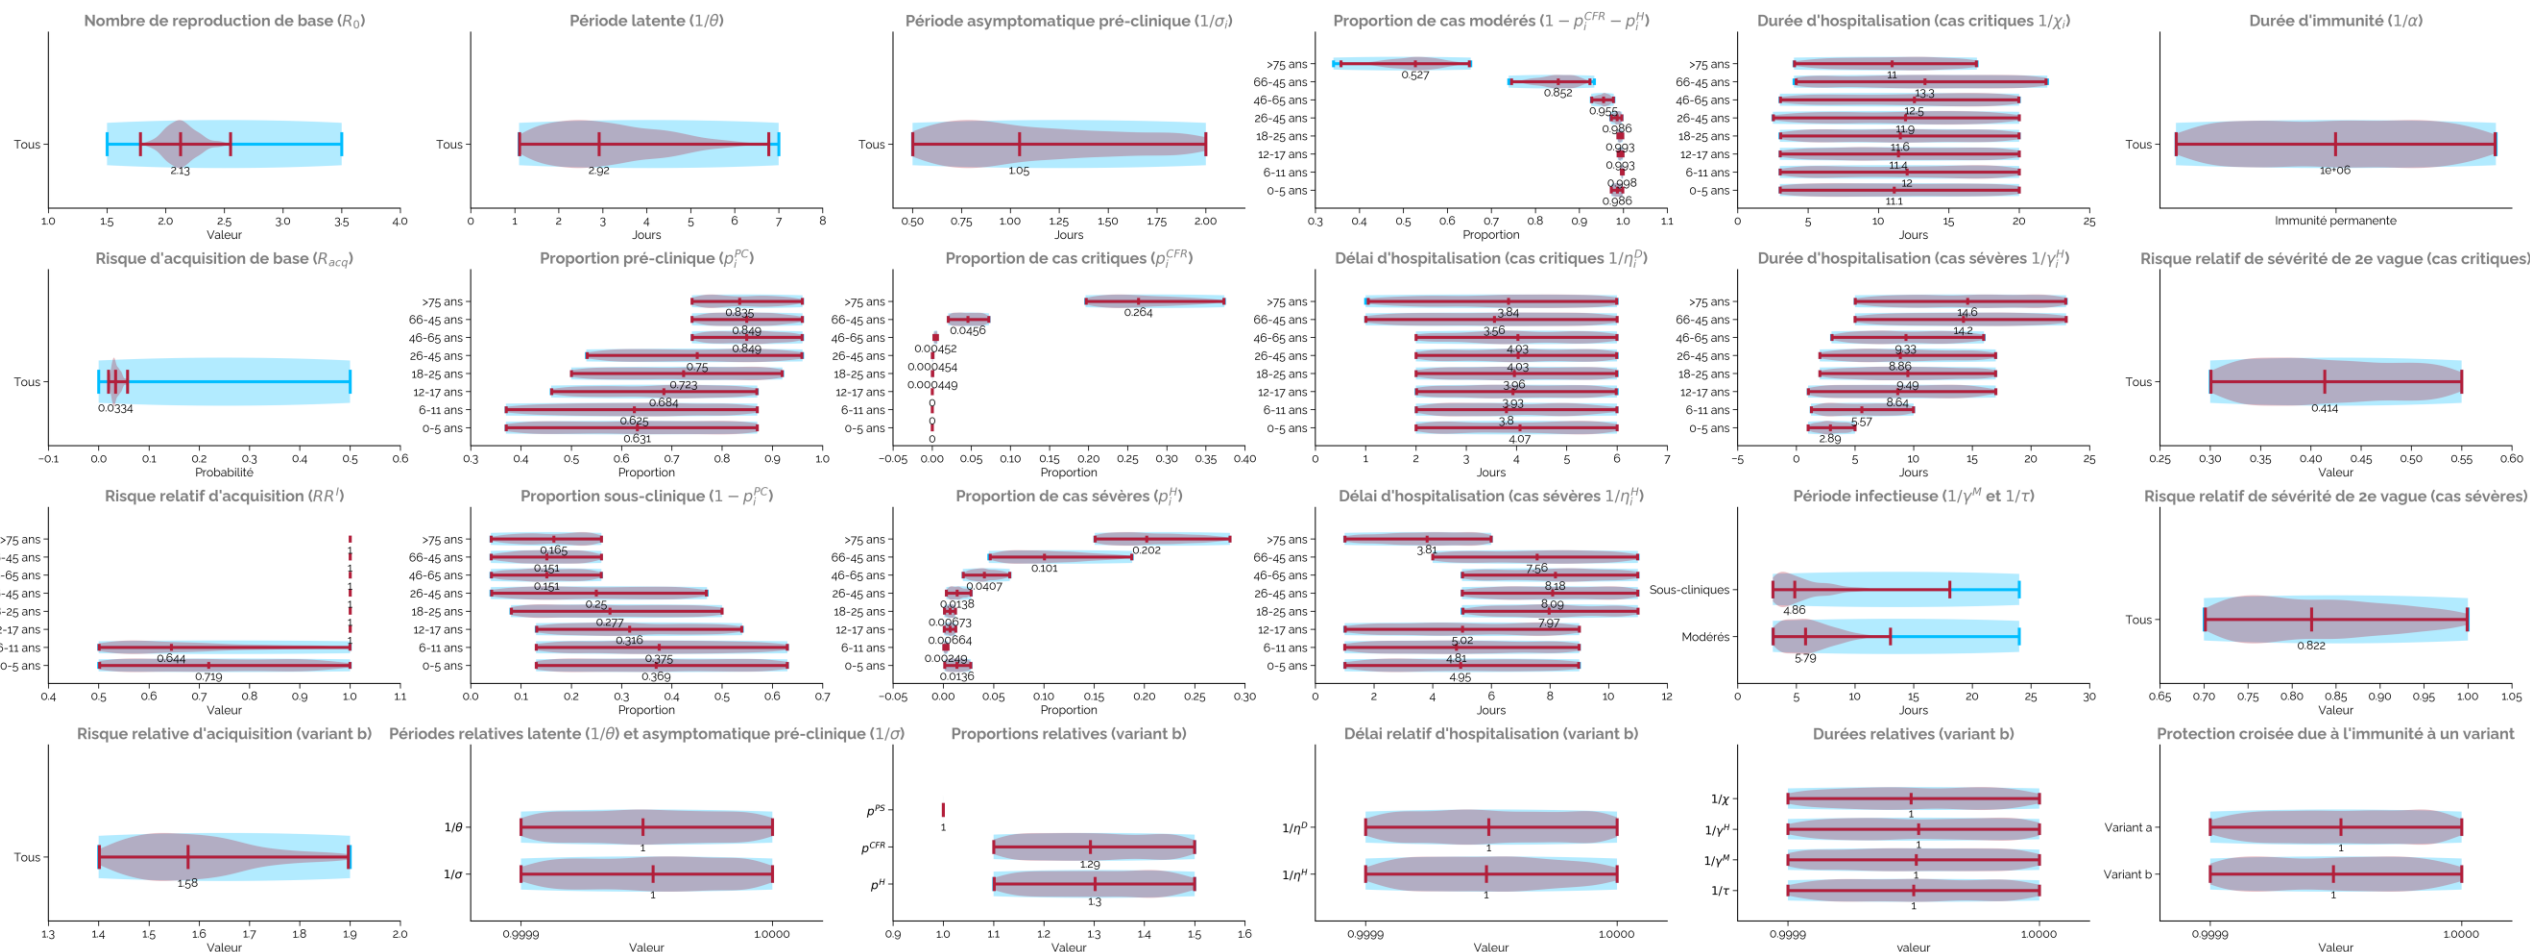 Nombre de reproduction de base (R₀)
Tous
2.13
1.0 1.5 2.0 2.5 3.0 3.5 4.0
Valeur
Période latente (1/θ)
Tous
2.92
0 1 2 3 4 5 6 7 8
Jours
Période asymptomatique pré-clinique (1/σᵢ)
Tous
1.05
0.50 0.75 1.00 1.25 1.50 1.75 2.00
Jours
Proportion de cas modérés (1 − pᵢ^CFR − pᵢ^H)
>75 ans
0.527
66-45 ans
0.852
46-65 ans
0.955
26-45 ans
0.986
18-25 ans
0.993
12-17 ans
0.993
6-11 ans
0.998
0-5 ans
0.986
0.3 0.4 0.5 0.6 0.7 0.8 0.9 1.0 1.1
Proportion
Durée d'hospitalisation (cas critiques 1/χᵢ)
>75 ans
11
66-45 ans
13.3
46-65 ans
12.5
26-45 ans
11.9
18-25 ans
11.6
12-17 ans
11.4
6-11 ans
12
0-5 ans
11.1
0 5 10 15 20 25
Jours
Durée d'immunité (1/α)
Tous
1e+06
Immunité permanente
Risque d'acquisition de base (R_acq)
Tous
0.0334
−0.1 0.0 0.1 0.2 0.3 0.4 0.5 0.6
Probabilité
Proportion pré-clinique (pᵢ^PC)
>75 ans
0.835
66-45 ans
0.849
46-65 ans
0.849
26-45 ans
0.75
18-25 ans
0.723
12-17 ans
0.684
6-11 ans
0.625
0-5 ans
0.631
0.3 0.4 0.5 0.6 0.7 0.8 0.9 1.0
Proportion
Proportion de cas critiques (pᵢ^CFR)
>75 ans
0.264
66-45 ans
0.0456
46-65 ans
0.00452
26-45 ans
0.000454
18-25 ans
0.000449
12-17 ans
0
6-11 ans
0
0-5 ans
0
−0.05 0.00 0.05 0.10 0.15 0.20 0.25 0.30 0.35 0.40
Proportion
Délai d'hospitalisation (cas critiques 1/ηᵢ^D)
>75 ans
3.84
66-45 ans
3.56
46-65 ans
4.03
26-45 ans
4.03
18-25 ans
3.96
12-17 ans
3.93
6-11 ans
3.8
0-5 ans
4.07
0 1 2 3 4 5 6 7
Jours
Durée d'hospitalisation (cas sévères 1/γᵢ^H)
>75 ans
14.6
66-45 ans
14.2
46-65 ans
9.33
26-45 ans
8.86
18-25 ans
9.49
12-17 ans
8.64
6-11 ans
5.57
0-5 ans
2.89
−5 0 5 10 15 20 25
Jours
Risque relatif de sévérité de 2e vague (cas critiques)
Tous
0.414
0.25 0.30 0.35 0.40 0.45 0.50 0.55 0.60
Valeur
Risque relatif d'acquisition (RR^I)
>75 ans
1
-45 ans
1
-65 ans
1
-45 ans
1
-25 ans
1
2-17 ans
1
6-11 ans
0.644
0-5 ans
0.719
0.4 0.5 0.6 0.7 0.8 0.9 1.0 1.1
Valeur
Proportion sous-clinique (1 − pᵢ^PC)
>75 ans
0.165
66-45 ans
0.151
46-65 ans
0.151
26-45 ans
0.25
18-25 ans
0.277
12-17 ans
0.316
6-11 ans
0.375
0-5 ans
0.369
0.0 0.1 0.2 0.3 0.4 0.5 0.6 0.7
Proportion
Proportion de cas sévères (pᵢ^H)
>75 ans
0.202
66-45 ans
0.101
46-65 ans
0.0407
26-45 ans
0.0138
18-25 ans
0.00673
12-17 ans
0.00664
6-11 ans
0.00249
0-5 ans
0.0136
−0.05 0.00 0.05 0.10 0.15 0.20 0.25 0.30
Proportion
Délai d'hospitalisation (cas sévères 1/ηᵢ^H)
>75 ans
3.81
66-45 ans
7.56
46-65 ans
8.18
26-45 ans
8.09
18-25 ans
7.97
12-17 ans
5.02
6-11 ans
4.81
0-5 ans
4.95
0 2 4 6 8 10 12
Jours
Période infectieuse (1/γ^M et 1/τ)
Sous-cliniques
4.86
Modérés
5.79
0 5 10 15 20 25 30
Jours
Risque relatif de sévérité de 2e vague (cas sévères)
Tous
0.822
0.65 0.70 0.75 0.80 0.85 0.90 0.95 1.00 1.05
Valeur
Risque relative d'aciquisition (variant b)
Tous
1.58
1.3 1.4 1.5 1.6 1.7 1.8 1.9 2.0
Valeur
Périodes relatives latente (1/θ) et asymptomatique pré-clinique (1/σ)
1/θ
1
1/σ
1
0.9999 1.0000
Valeur
Proportions relatives (variant b)
p^PS
1
p^CFR
1.29
p^H
1.3
0.9 1.0 1.1 1.2 1.3 1.4 1.5 1.6
Valeur
Délai relatif d'hospitalisation (variant b)
1/η^D
1
1/η^H
1
0.9999 1.0000
Valeur
Durées relatives (variant b)
1/χ
1
1/γ^H
1
1/γ^M
1
1/τ
1
0.9999 1.0000
valeur
Protection croisée due à l'immunité à un variant
Variant a
1
Variant b
1
0.9999 1.0000
Valeur